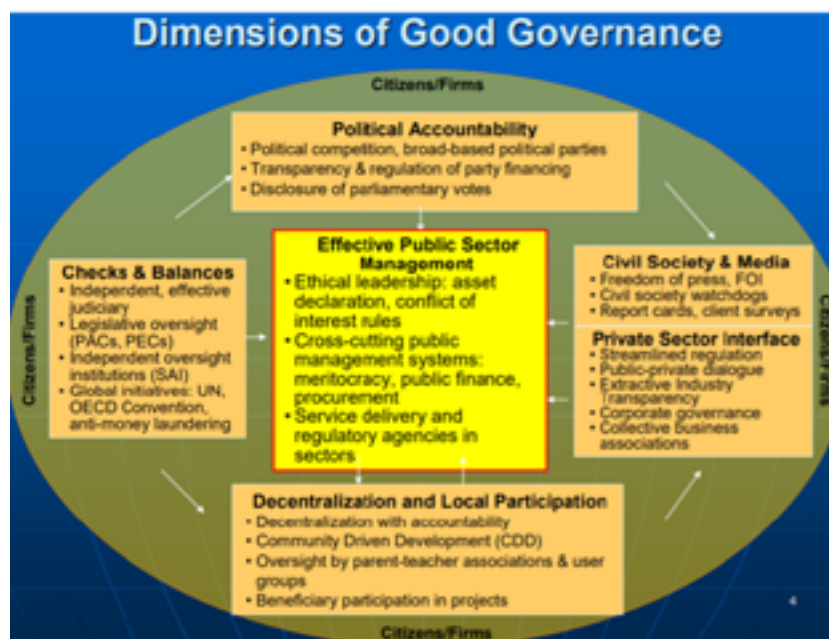 Dimensions of Good Governance
Citizens/Firms
Political Accountability
• Political competition, broad-based political parties
• Transparency & regulation of party financing
• Disclosure of parliamentary votes
Citizens/Firms
Checks & Balances
• Independent, effective
judiciary
• Legislative oversight
(PACs, PECs)
• Independent oversight
institutions (SAI)
• Global initiatives: UN,
OECD Convention,
anti-money laundering
Effective Public Sector
Management
• Ethical leadership: asset
declaration, conflict of
interest rules
• Cross-cutting public
management systems:
meritocracy, public finance,
procurement
• Service delivery and
regulatory agencies in
sectors
Civil Society & Media
• Freedom of press, FOI
• Civil society watchdogs
• Report cards, client surveys
Private Sector Interface
• Streamlined regulation
• Public-private dialogue
• Extractive Industry
Transparency
• Corporate governance
• Collective business
associations
Citizens/Firms
Decentralization and Local Participation
• Decentralization with accountability
• Community Driven Development (CDD)
• Oversight by parent-teacher associations & user
groups
• Beneficiary participation in projects
Citizens/Firms
4